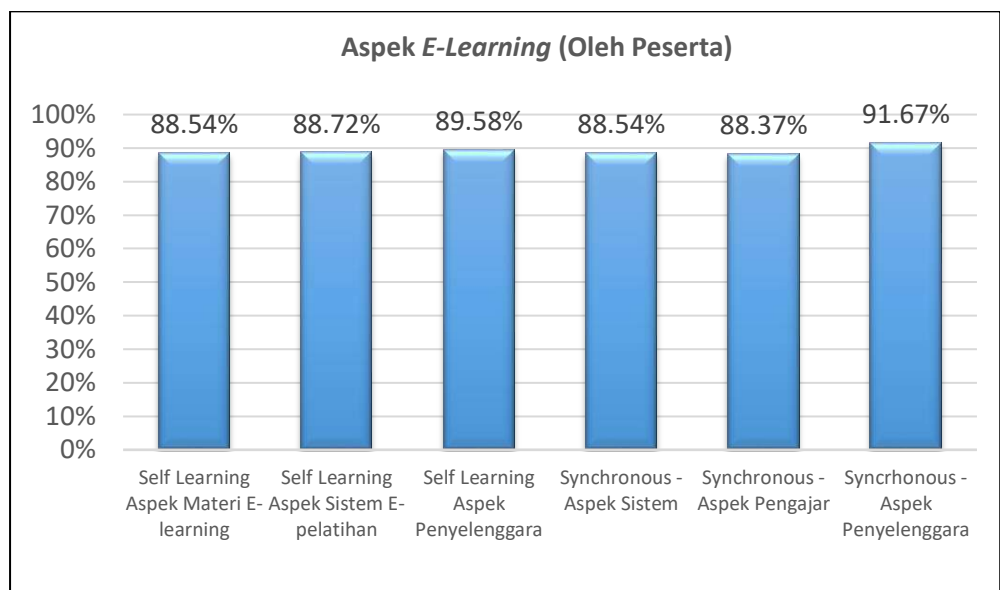 Aspek E-Learning (Oleh Peserta)
100%
90%
80%
70%
60%
50%
40%
30%
20%
10%
0%
88.54%
88.72%
89.58%
88.54%
88.37%
91.67%
Self Learning
Aspek Materi E-
learning
Self Learning
Aspek Sistem E-
pelatihan
Self Learning
Aspek
Penyelenggara
Synchronous -
Aspek Sistem
Synchronous -
Aspek Pengajar
Syncrhonous -
Aspek
Penyelenggara